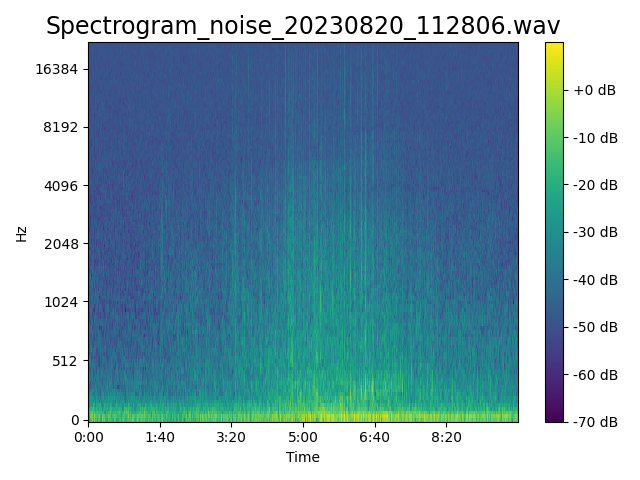 Spectrogram_noise_20230820_112806.wav
16384
8192
4096
2048
1024
512
0
Hz
0:00 1:40 3:20 5:00 6:40 8:20
Time
+0 dB
-10 dB
-20 dB
-30 dB
-40 dB
-50 dB
-60 dB
-70 dB